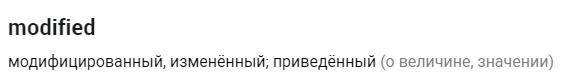 modified
модифицированный, изменённый; приведённый (о величине, значении)